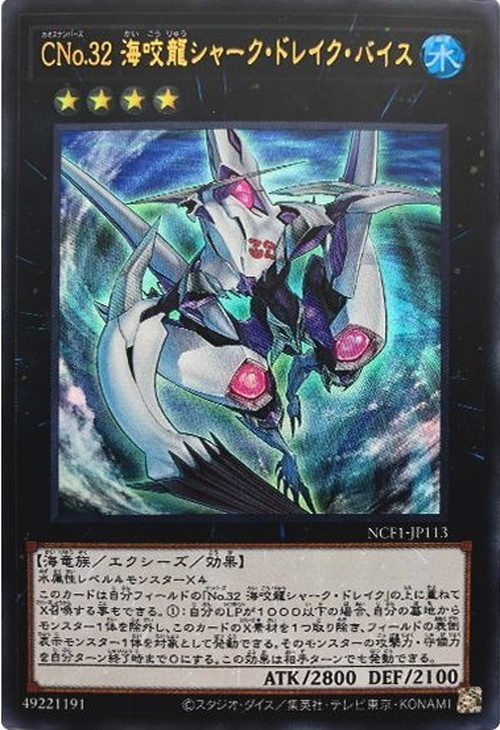 カオスナンバーズ かい こう りゅう
CNo.32 海咬龍シャーク・ドレイク・バイス
水
32
NCF1-JP113
【海竜族／エクシーズ／効果】
水属性レベル4モンスター×4
このカードは自分フィールドの「No.32 海咬龍シャーク・ドレイク」の上に重ねて
X召喚する事もできる。①：自分のLPが1000以下の場合、自分の墓地から
モンスター1体を除外し、このカードのX素材を1つ取り除き、フィールドの表側
表示モンスター1体を対象として発動できる。そのモンスターの攻撃力・守備力
を自分ターン終了時まで0にする。この効果は相手ターンでも発動できる。
ATK/2800 DEF/2100
49221191 ©スタジオ・ダイス／集英社・テレビ東京・KONAMI